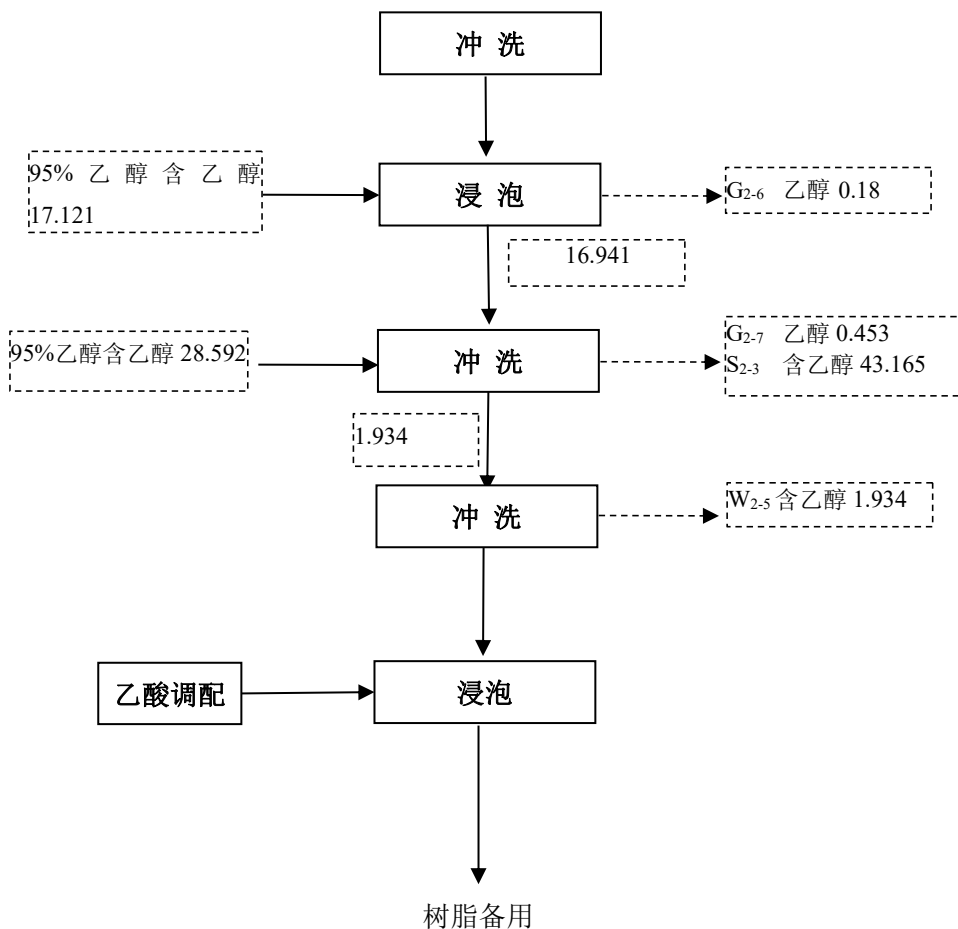 冲 洗
95% 乙 醇 含 乙 醇
17.121
浸 泡
G2-6 乙醇 0.18
16.941
95%乙醇含乙醇 28.592
冲 洗
G2-7 乙醇 0.453
S2-3 含乙醇 43.165
1.934
冲 洗
W2-5 含乙醇 1.934
乙酸调配
浸泡
树脂备用